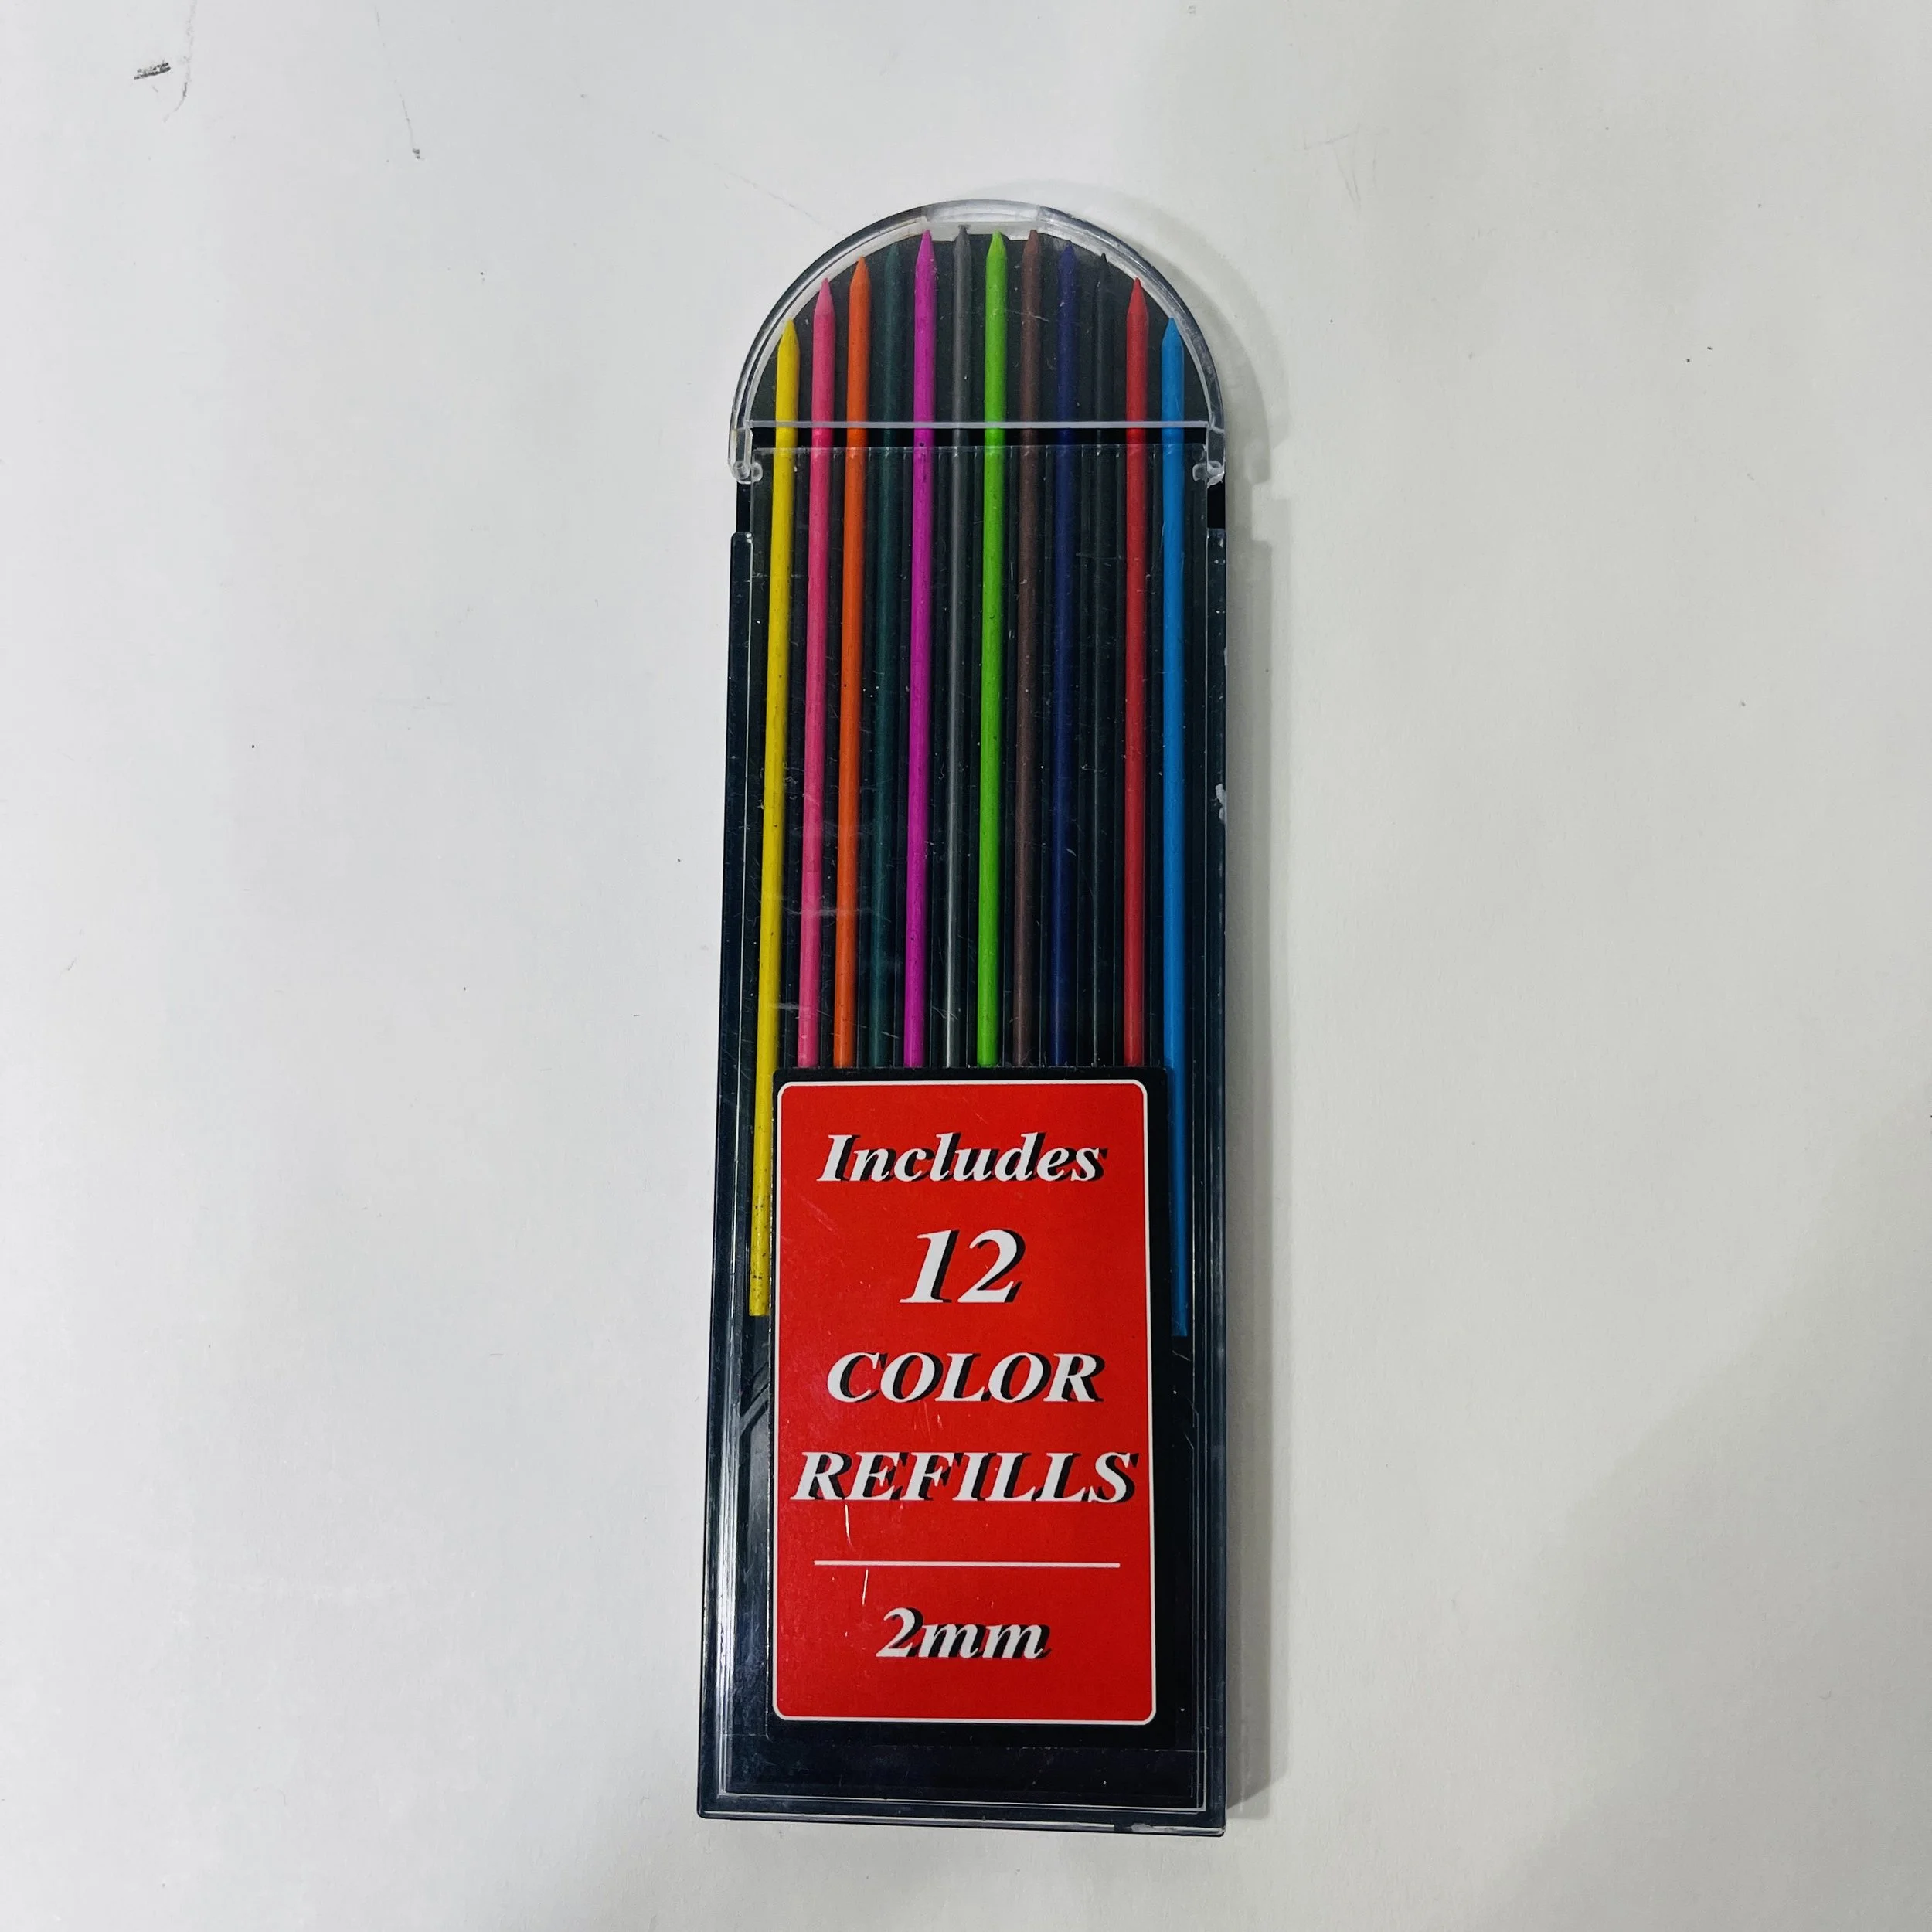 Includes
12
COLOR
REFILLS
2mm